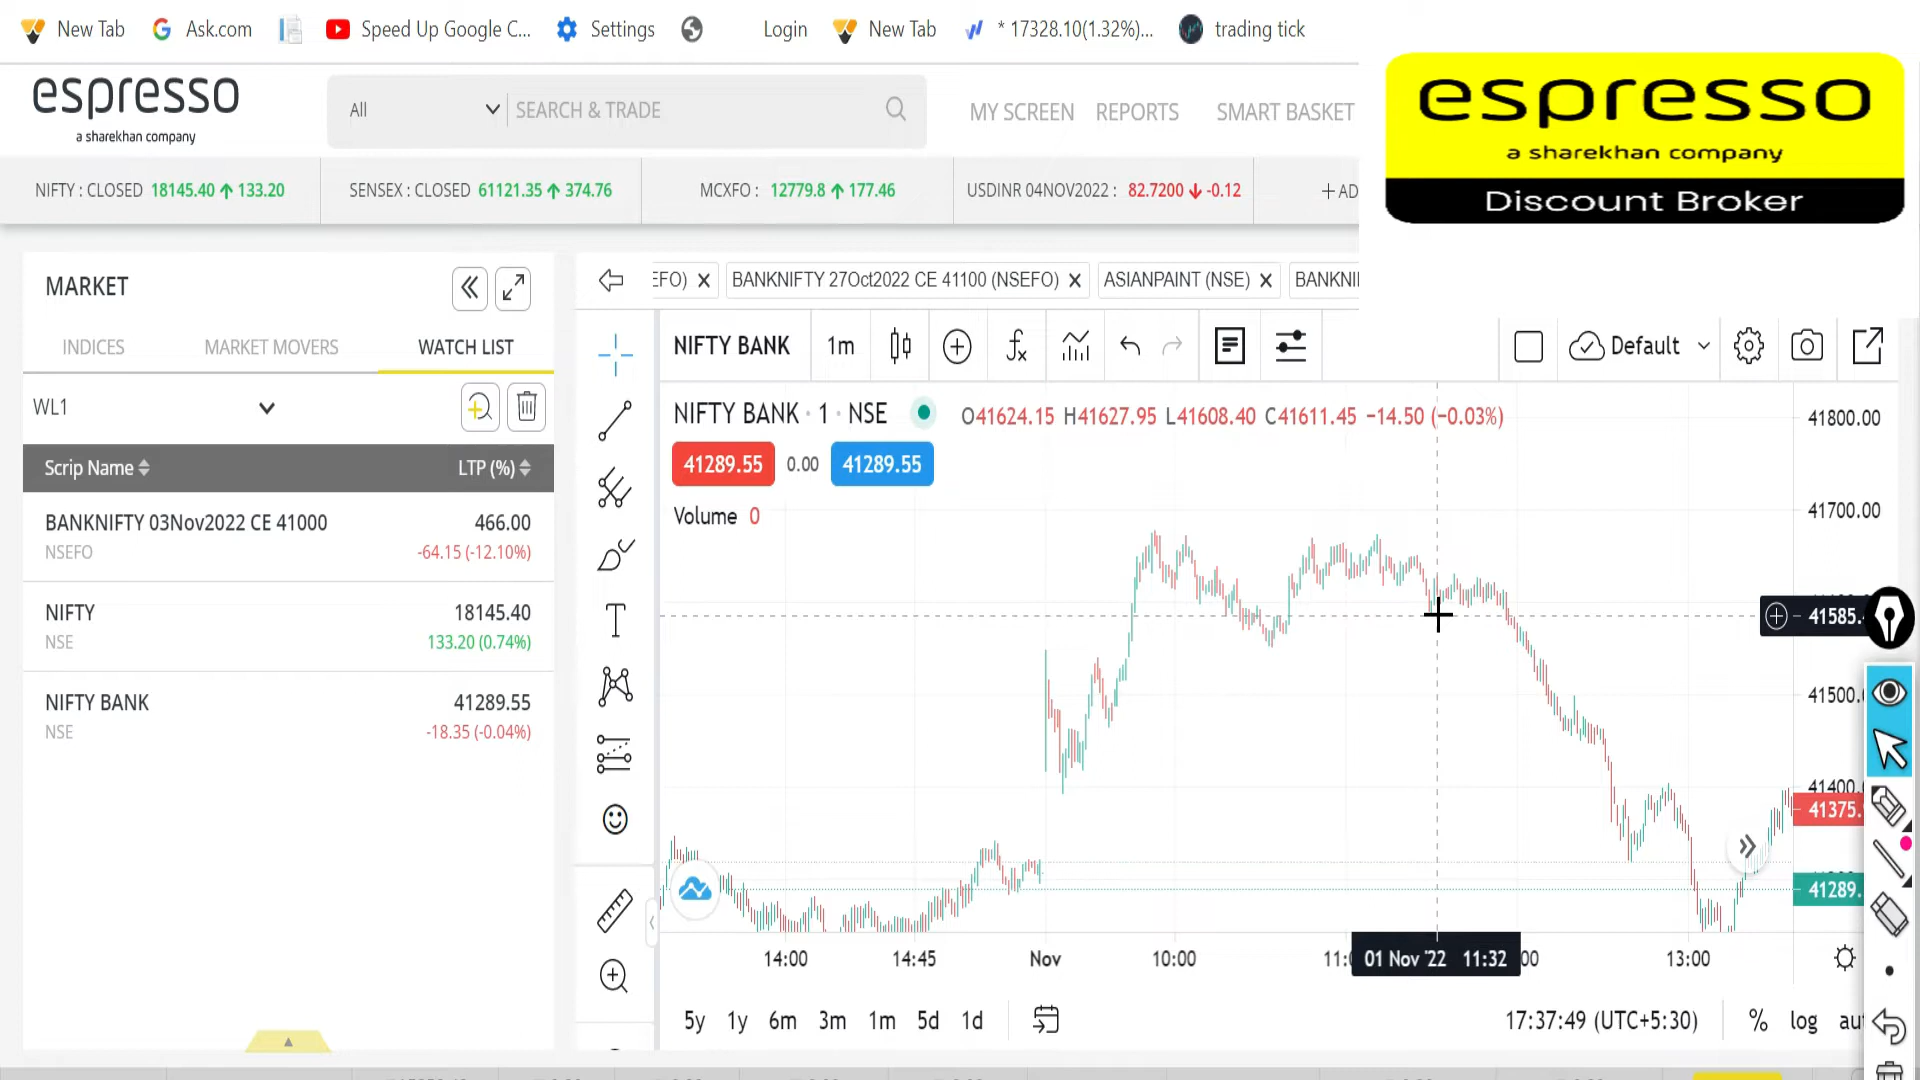 New Tab Ask.com Speed Up Google C... Settings Login New Tab * 17328.10(1.32%)... trading tick
espresso
a sharekhan company
All SEARCH & TRADE
MY SCREEN REPORTS SMART BASKET
espresso
a sharekhan company
Discount Broker
NIFTY : CLOSED 18145.40 133.20 SENSEX : CLOSED 61121.35 374.76 MCXFO : 12779.8 177.46 USDINR 04NOV2022 : 82.7200 -0.12 + AD
MARKET
INDICES MARKET MOVERS WATCH LIST
WL1
Scrip Name LTP (%)
BANKNIFTY 03Nov2022 CE 41000 466.00
NSEFO -64.15 (-12.10%)
NIFTY 18145.40
NSE 133.20 (0.74%)
NIFTY BANK 41289.55
NSE -18.35 (-0.04%)
EFO) BANKNIFTY 27Oct2022 CE 41100 (NSEFO) ASIANPAINT (NSE) BANKNI
NIFTY BANK 1m Default
NIFTY BANK · 1 · NSE O41624.15 H41627.95 L41608.40 C41611.45 −14.50 (−0.03%)
41289.55 0.00 41289.55
Volume 0
41800.00
41700.00
41585.
41500.
41400.
41375.
41289.
14:00 14:45 Nov 10:00 11: 01 Nov '22 11:32 00 13:00
5y 1y 6m 3m 1m 5d 1d 17:37:49 (UTC+5:30) % log au